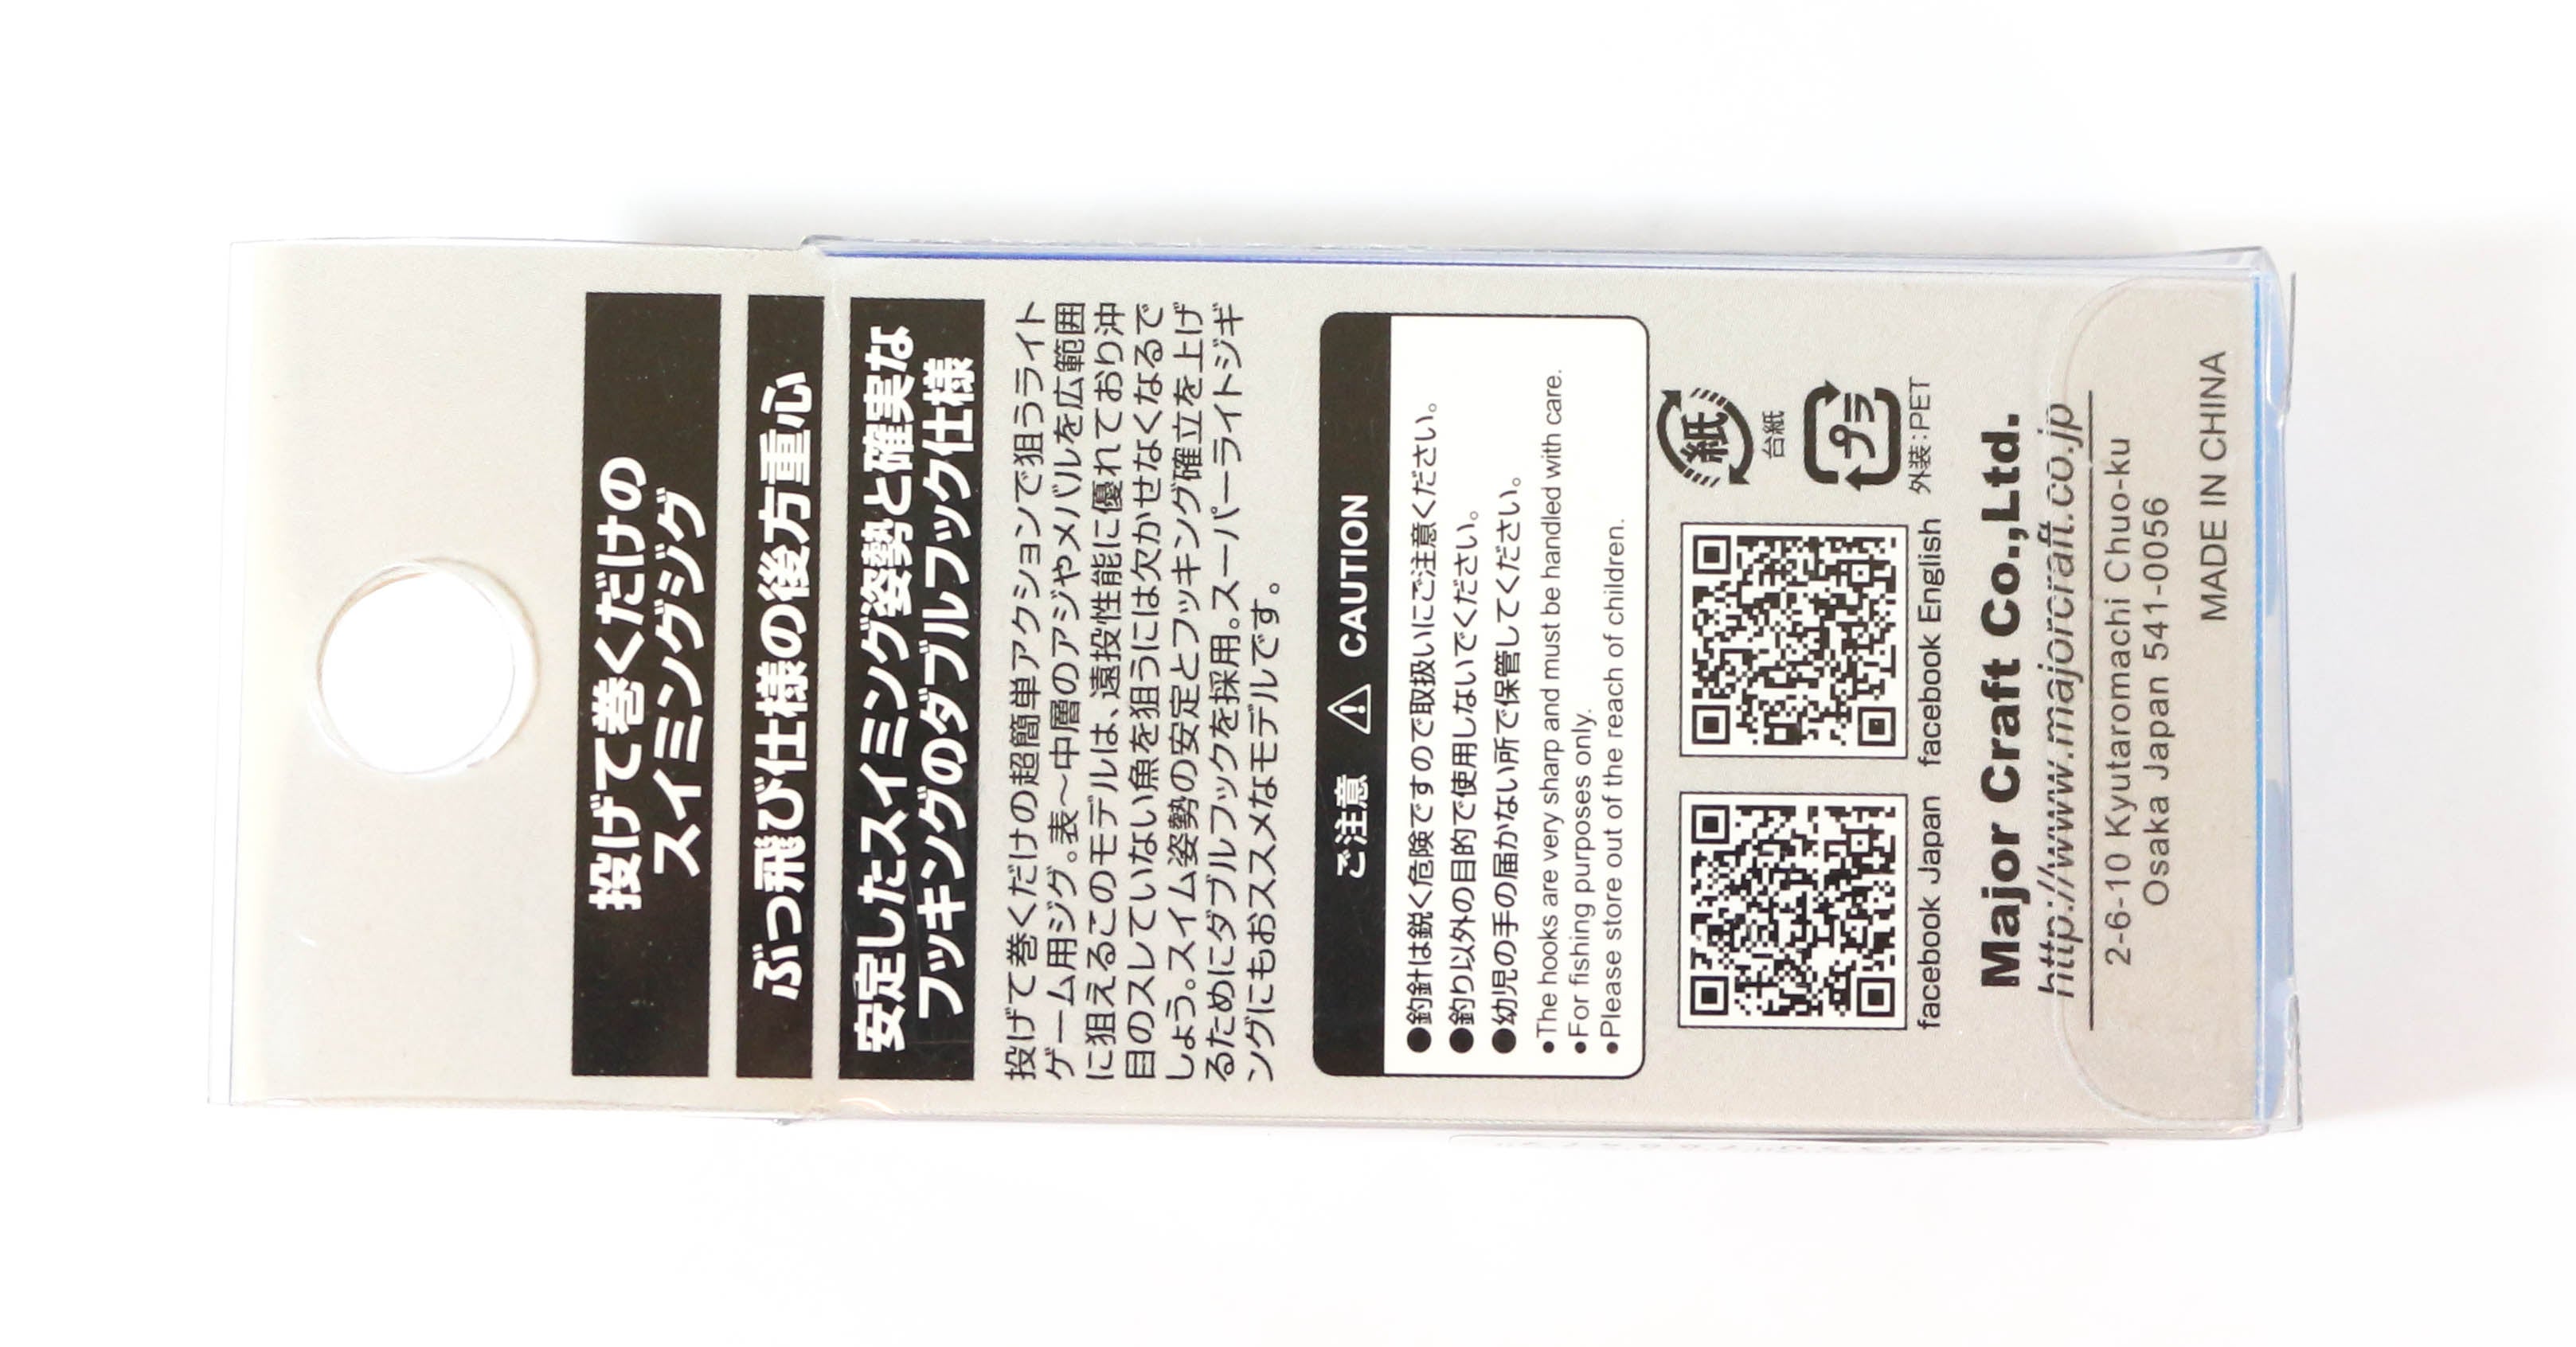 投げて巻くだけの
スイミングジグ
ぶっ飛び仕様の後方重心
安定したスイミング姿勢と確実な
フッキングのダブルフック仕様
投げて巻くだけの超簡単アクションで狙うライト
ゲーム用ジグ。表〜中層のアジやメバルを広範囲
に狙えるこのモデルは、遠投性能に優れており沖
目のスレていない魚を狙うには欠かせなくなるで
しょう。スイム姿勢の安定とフッキング確立を上げ
るためにダブルフックを採用。スーパーライトジギ
ングにもおススメなモデルです。
ご注意 ⚠ CAUTION
●釣針は鋭く危険ですので取扱いにご注意ください。
●釣り以外の目的で使用しないでください。
●幼児の手の届かない所で保管してください。
•The hooks are very sharp and must be handled with care.
•For fishing purposes only.
•Please store out of the reach of children.
紙
台紙
プラ
外装：PET
facebook Japan
facebook English
Major Craft Co.,Ltd.
http://www.majorcraft.co.jp
2-6-10 Kyutaromachi Chuo-ku
Osaka Japan 541-0056
MADE IN CHINA